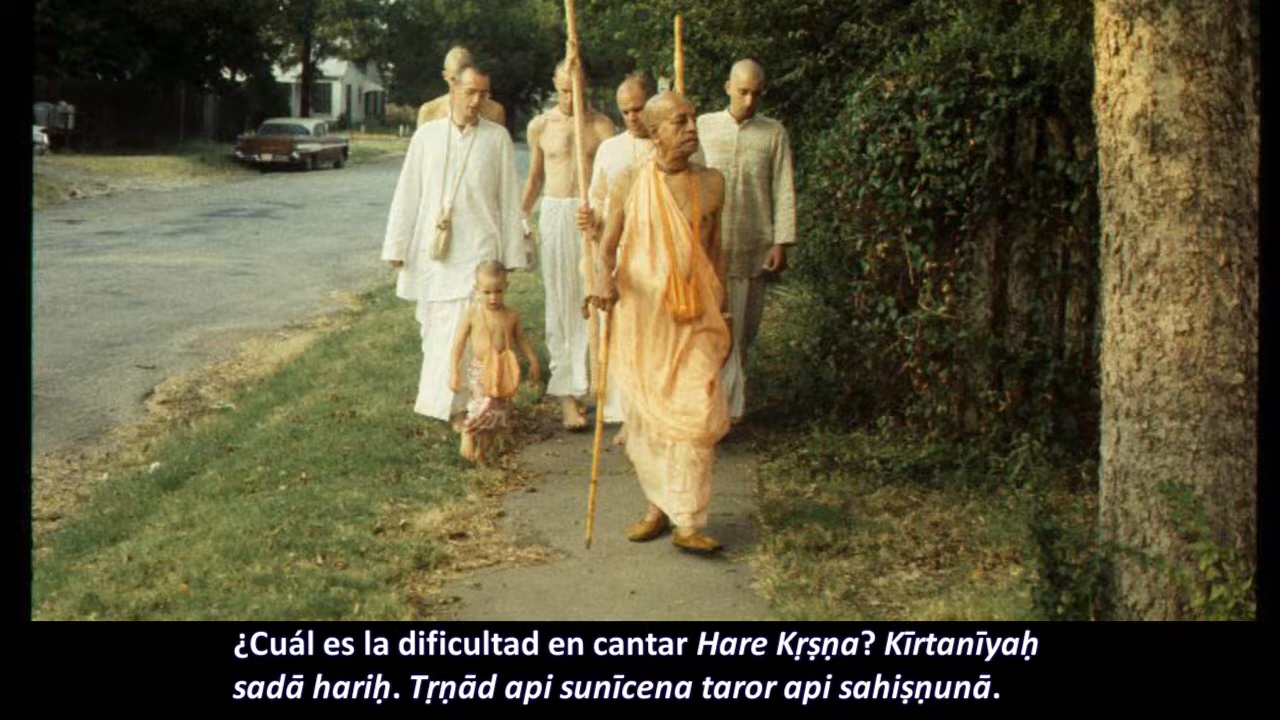 ¿Cuál es la dificultad en cantar Hare Kṛṣṇa? Kīrtanīyaḥ
sadā hariḥ. Tṛṇād api sunīcena taror api sahiṣṇunā.